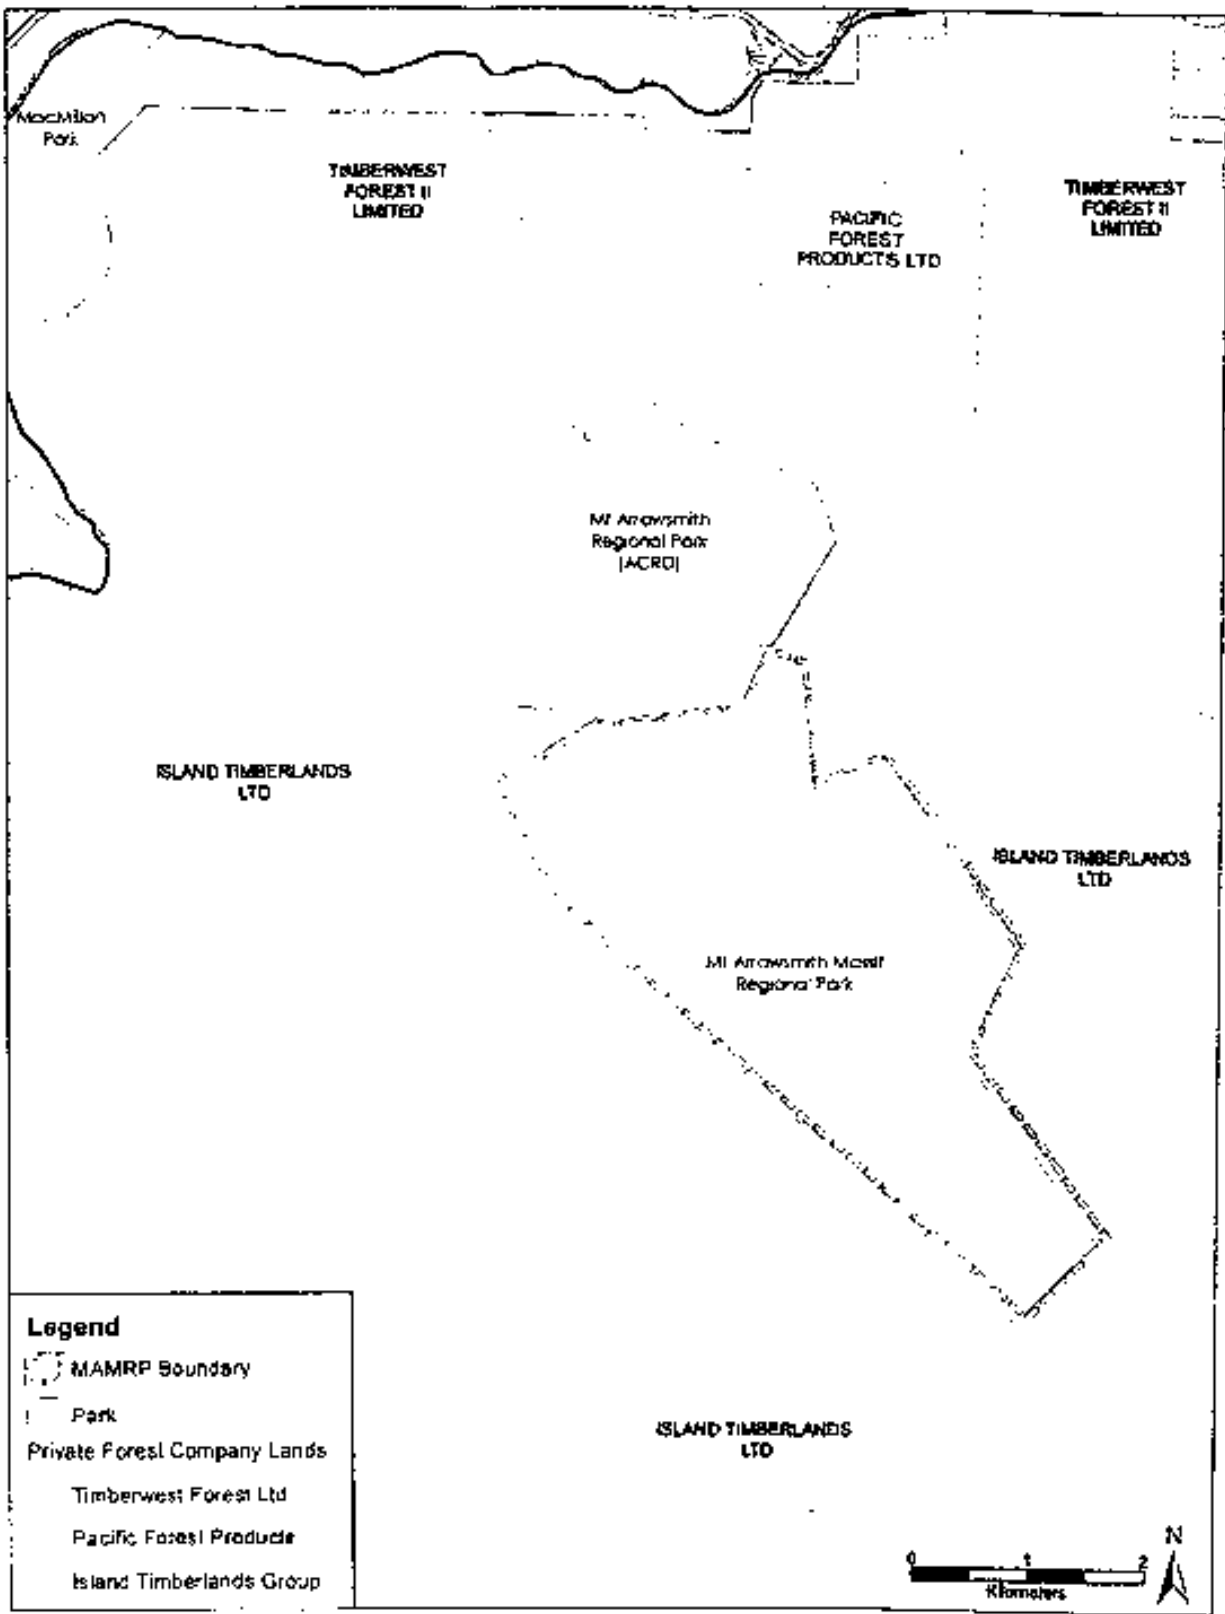 MacMillan
Park
TIMBERWEST
FOREST II
LIMITED
PACIFIC
FOREST
PRODUCTS LTD
TIMBERWEST
FOREST II
LIMITED
Mt Arrowsmith
Regional Park
(ACRD)
ISLAND TIMBERLANDS
LTD
ISLAND TIMBERLANDS
LTD
Mt Arrowsmith Massif
Regional Park
ISLAND TIMBERLANDS
LTD
Legend
MAMRP Boundary
Park
Private Forest Company Lands
Timberwest Forest Ltd
Pacific Forest Products
Island Timberlands Group
N
0 1 2
Kilometers